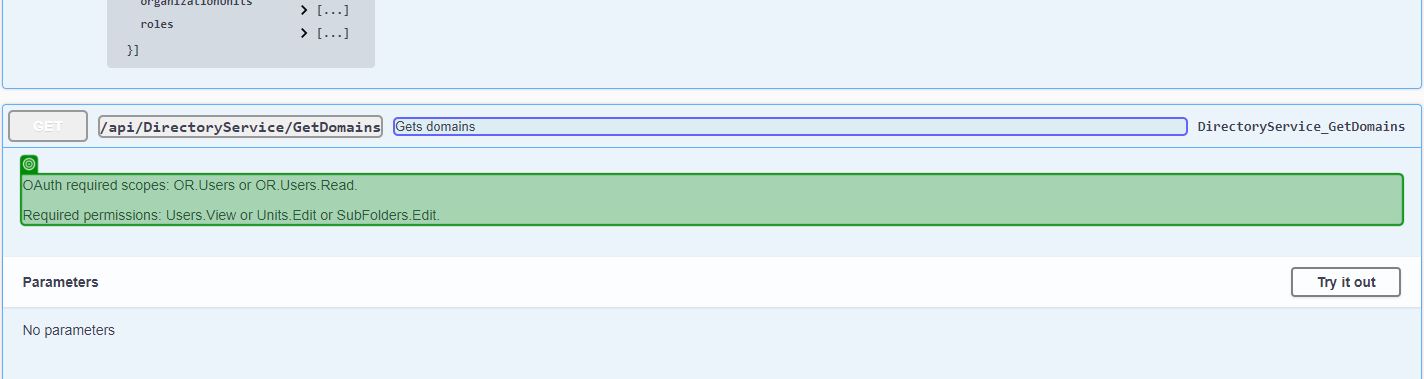 organizationUnits
[...]
roles
[...]
}]
GET
/api/DirectoryService/GetDomains
Gets domains
DirectoryService_GetDomains
OAuth required scopes: OR.Users or OR.Users.Read.
Required permissions: Users.View or Units.Edit or SubFolders.Edit.
Parameters
Try it out
No parameters